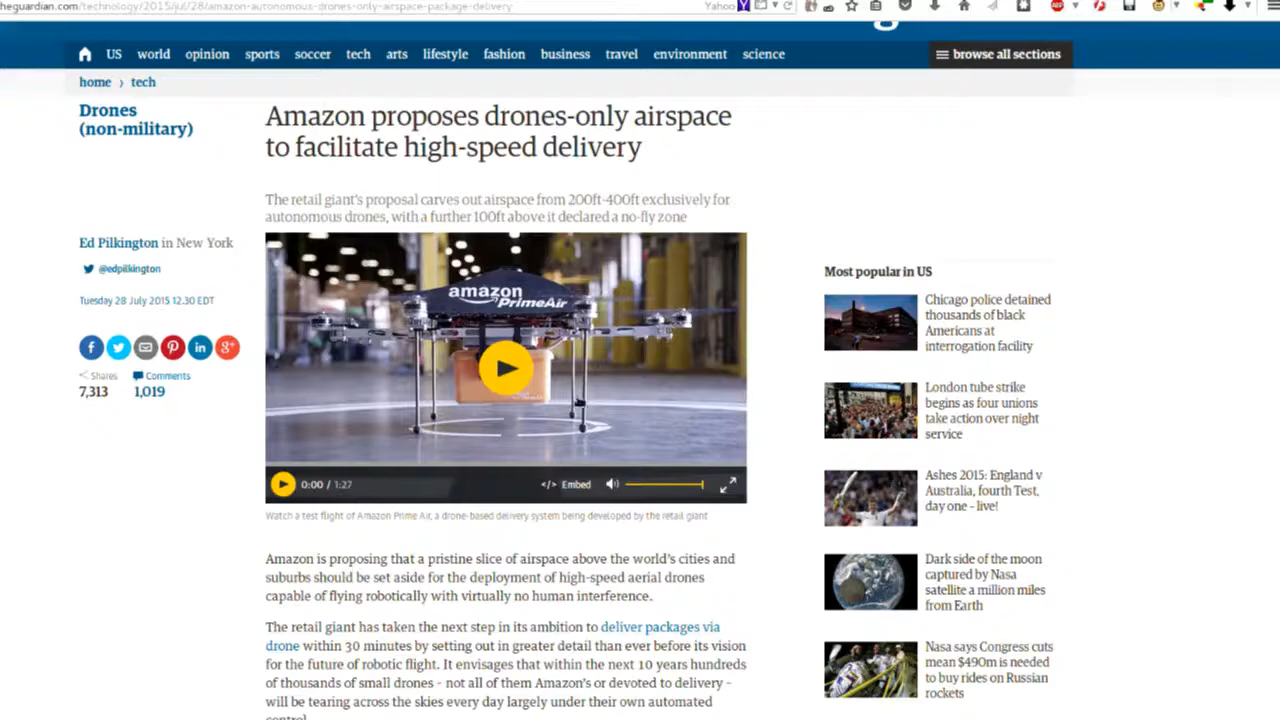 heguardian.com/technology/2015/jul/28/amazon-autonomous-drones-only-airspace-package-delivery
Yahoo
US world opinion sports soccer tech arts lifestyle fashion business travel environment science
browse all sections
home › tech
Drones
(non-military)
Amazon proposes drones-only airspace
to facilitate high-speed delivery
The retail giant's proposal carves out airspace from 200ft-400ft exclusively for
autonomous drones, with a further 100ft above it declared a no-fly zone
Ed Pilkington in New York
@edpilkington
Tuesday 28 July 2015 12.30 EDT
Shares
7,313
Comments
1,019
amazon
PrimeAir
0:00 / 1:27
</> Embed
Watch a test flight of Amazon Prime Air, a drone-based delivery system being developed by the retail giant
Amazon is proposing that a pristine slice of airspace above the world's cities and
suburbs should be set aside for the deployment of high-speed aerial drones
capable of flying robotically with virtually no human interference.
The retail giant has taken the next step in its ambition to deliver packages via
drone within 30 minutes by setting out in greater detail than ever before its vision
for the future of robotic flight. It envisages that within the next 10 years hundreds
of thousands of small drones – not all of them Amazon's or devoted to delivery –
will be tearing across the skies every day largely under their own automated
control.
Most popular in US
Chicago police detained
thousands of black
Americans at
interrogation facility
London tube strike
begins as four unions
take action over night
service
Ashes 2015: England v
Australia, fourth Test,
day one – live!
Dark side of the moon
captured by Nasa
satellite a million miles
from Earth
Nasa says Congress cuts
mean $490m is needed
to buy rides on Russian
rockets